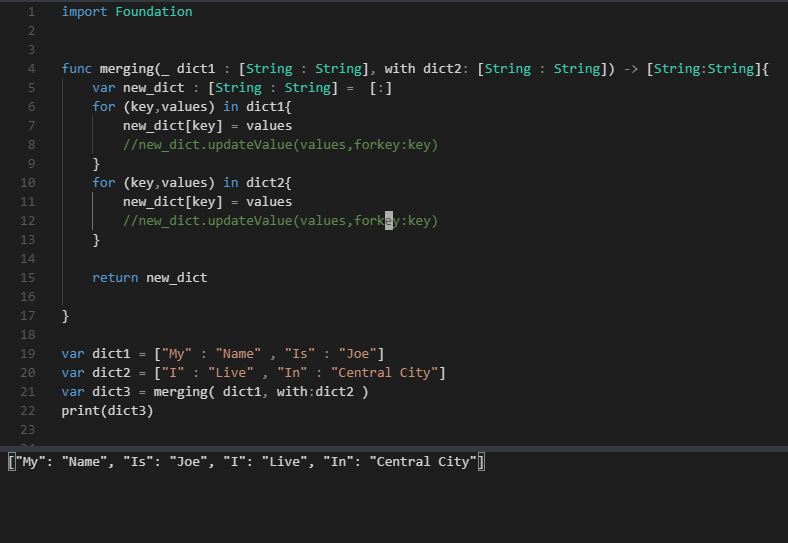 1 import Foundation
2
3
4 func merging(_ dict1 : [String : String], with dict2: [String : String]) -> [String:String]{
5 var new_dict : [String : String] =  [:]
6 for (key,values) in dict1{
7 new_dict[key] = values
8 //new_dict.updateValue(values,forkey:key)
9 }
10 for (key,values) in dict2{
11 new_dict[key] = values
12 //new_dict.updateValue(values,forkey:key)
13 }
14
15 return new_dict
16
17 }
18
19 var dict1 = ["My" : "Name" , "Is" : "Joe"]
20 var dict2 = ["I" : "Live" , "In" : "Central City"]
21 var dict3 = merging( dict1, with:dict2 )
22 print(dict3)
23
["My": "Name", "Is": "Joe", "I": "Live", "In": "Central City"]